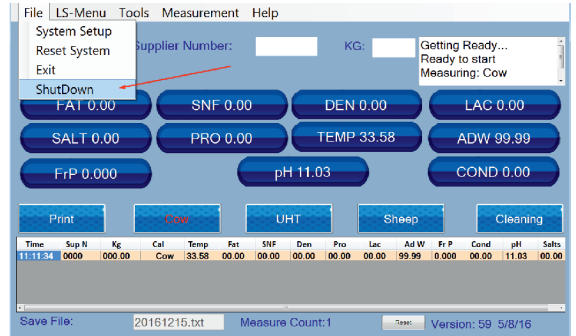 File LS-Menu Tools Measurement Help
System Setup
Reset System
Exit
ShutDown
Supplier Number: KG:
Getting Ready...
Ready to start
Measuring: Cow
FAT 0.00 SNF 0.00 DEN 0.00 LAC 0.00
SALT 0.00 PRO 0.00 TEMP 33.58 ADW 99.99
FrP 0.000 pH 11.03 COND 0.00
Print Cow UHT Sheep Cleaning
Time Sup N Kg Cal Temp Fat SNF Den Pro Lac Ad W Fr P Cond pH Salts
11:11:34 0000 000.00 Cow 33.58 00.00 00.00 00.00 00.00 00.00 99.99 0.000 00.00 11.03 00.00
Save File: 20161215.txt Measure Count:1 Reset Version: 59 5/8/16